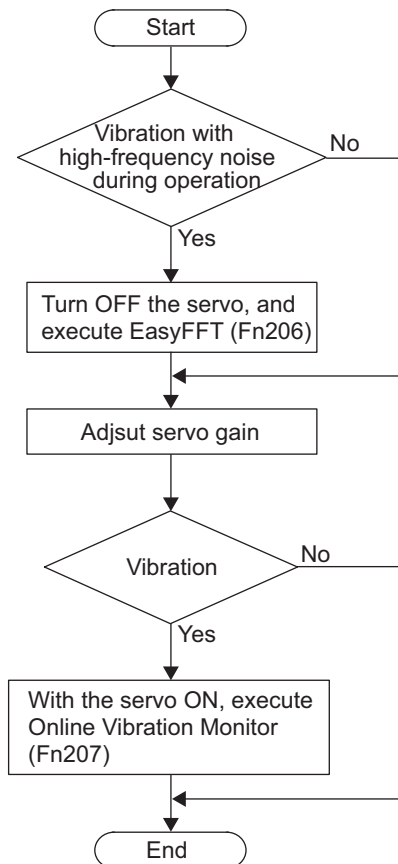 Start
Vibration with
high-frequency noise
during operation
No
Yes
Turn OFF the servo, and
execute EasyFFT (Fn206)
Adjsut servo gain
Vibration
No
Yes
With the servo ON, execute
Online Vibration Monitor
(Fn207)
End